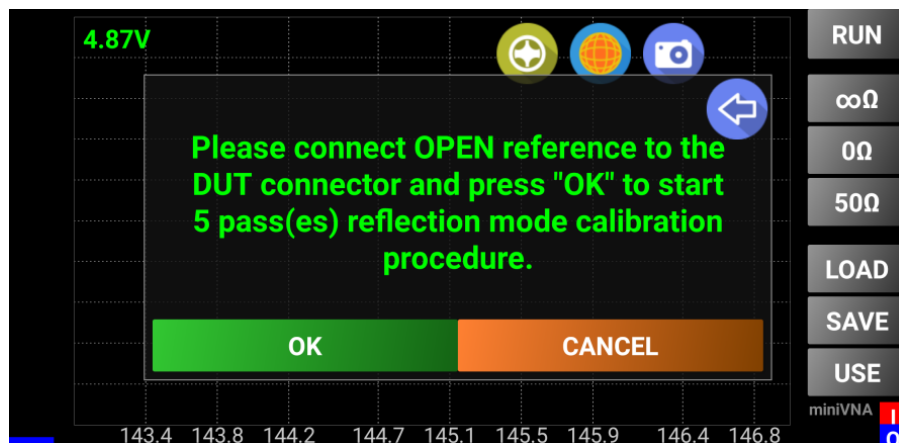 4.87V
RUN
∞Ω
Please connect OPEN reference to the
0Ω
DUT connector and press "OK" to start
5 pass(es) reflection mode calibration
50Ω
procedure.
LOAD
SAVE
OK CANCEL
USE
miniVNA
143.4 143.8 144.2 144.7 145.1 145.5 145.9 146.4 146.8